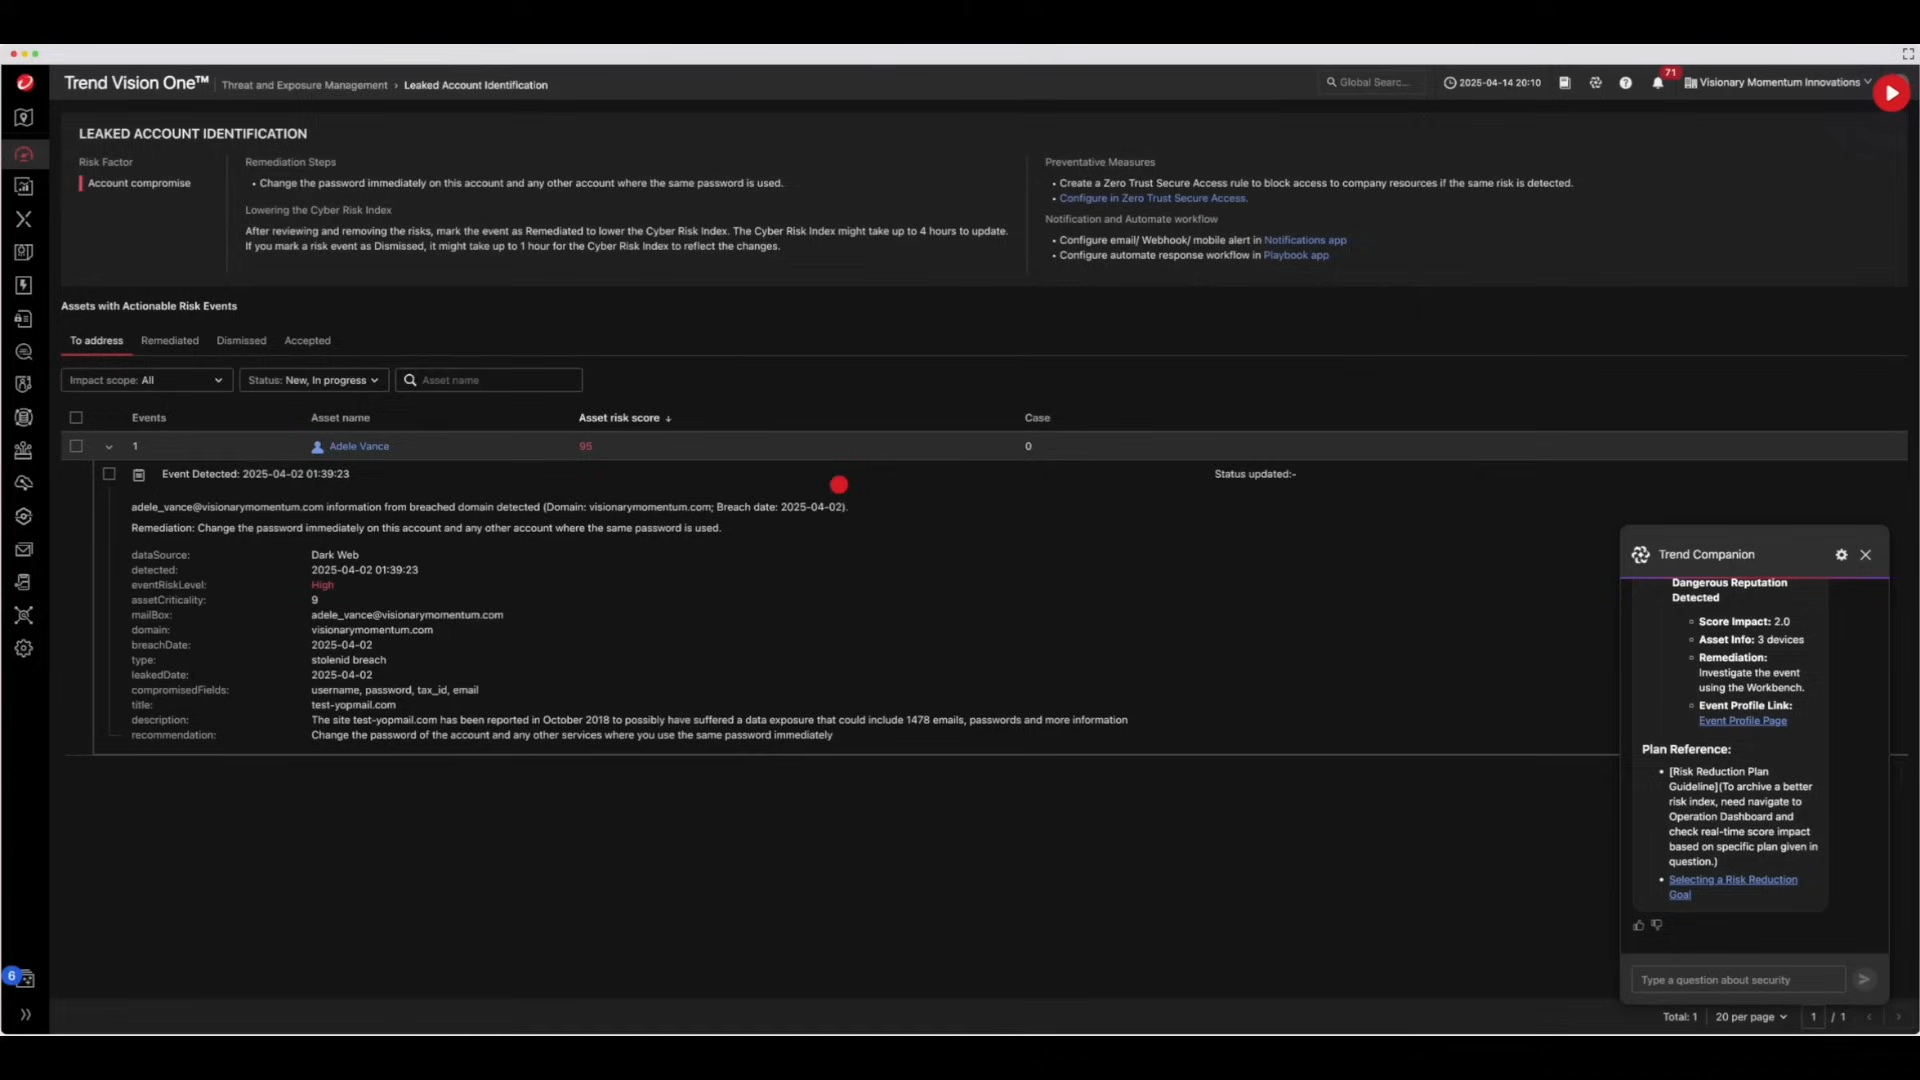 Trend Vision One™ Threat and Exposure Management › Leaked Account Identification
Global Searc...
2025-04-14 20:10
71
Visionary Momentum Innovations
LEAKED ACCOUNT IDENTIFICATION
Risk Factor
Account compromise
Remediation Steps
• Change the password immediately on this account and any other account where the same password is used.
Lowering the Cyber Risk Index
After reviewing and removing the risks, mark the event as Remediated to lower the Cyber Risk Index. The Cyber Risk Index might take up to 4 hours to update.
If you mark a risk event as Dismissed, it might take up to 1 hour for the Cyber Risk Index to reflect the changes.
Preventative Measures
• Create a Zero Trust Secure Access rule to block access to company resources if the same risk is detected.
• Configure in Zero Trust Secure Access.
Notification and Automate workflow
• Configure email/ Webhook/ mobile alert in Notifications app
• Configure automate response workflow in Playbook app
Assets with Actionable Risk Events
To address Remediated Dismissed Accepted
Impact scope: All Status: New, In progress Asset name
Events Asset name Asset risk score ↓ Case
1 Adele Vance 95 0
Event Detected: 2025-04-02 01:39:23 Status updated:-
adele_vance@visionarymomentum.com information from breached domain detected (Domain: visionarymomentum.com; Breach date: 2025-04-02).
Remediation: Change the password immediately on this account and any other account where the same password is used.
dataSource: Dark Web
detected: 2025-04-02 01:39:23
eventRiskLevel: High
assetCriticality: 9
mailBox: adele_vance@visionarymomentum.com
domain: visionarymomentum.com
breachDate: 2025-04-02
type: stolenid breach
leakedDate: 2025-04-02
compromisedFields: username, password, tax_id, email
title: test-yopmail.com
description: The site test-yopmail.com has been reported in October 2018 to possibly have suffered a data exposure that could include 1478 emails, passwords and more information
recommendation: Change the password of the account and any other services where you use the same password immediately
Trend Companion
Dangerous Reputation
Detected
Score Impact: 2.0
Asset Info: 3 devices
Remediation:
Investigate the event
using the Workbench.
Event Profile Link:
Event Profile Page
Plan Reference:
• [Risk Reduction Plan
Guideline](To archive a better
risk index, need navigate to
Operation Dashboard and
check real-time score impact
based on specific plan given in
question.)
• Selecting a Risk Reduction
Goal
Type a question about security
6
Total: 1 20 per page 1 / 1